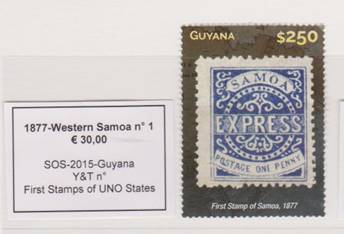 1877-Western Samoa n° 1
€ 30,00
SOS-2015-Guyana
Y&T n°
First Stamps of UNO States
GUYANA $250
SAMOA
EXPRESS
POSTAGE ONE PENNY
First Stamp of Samoa, 1877